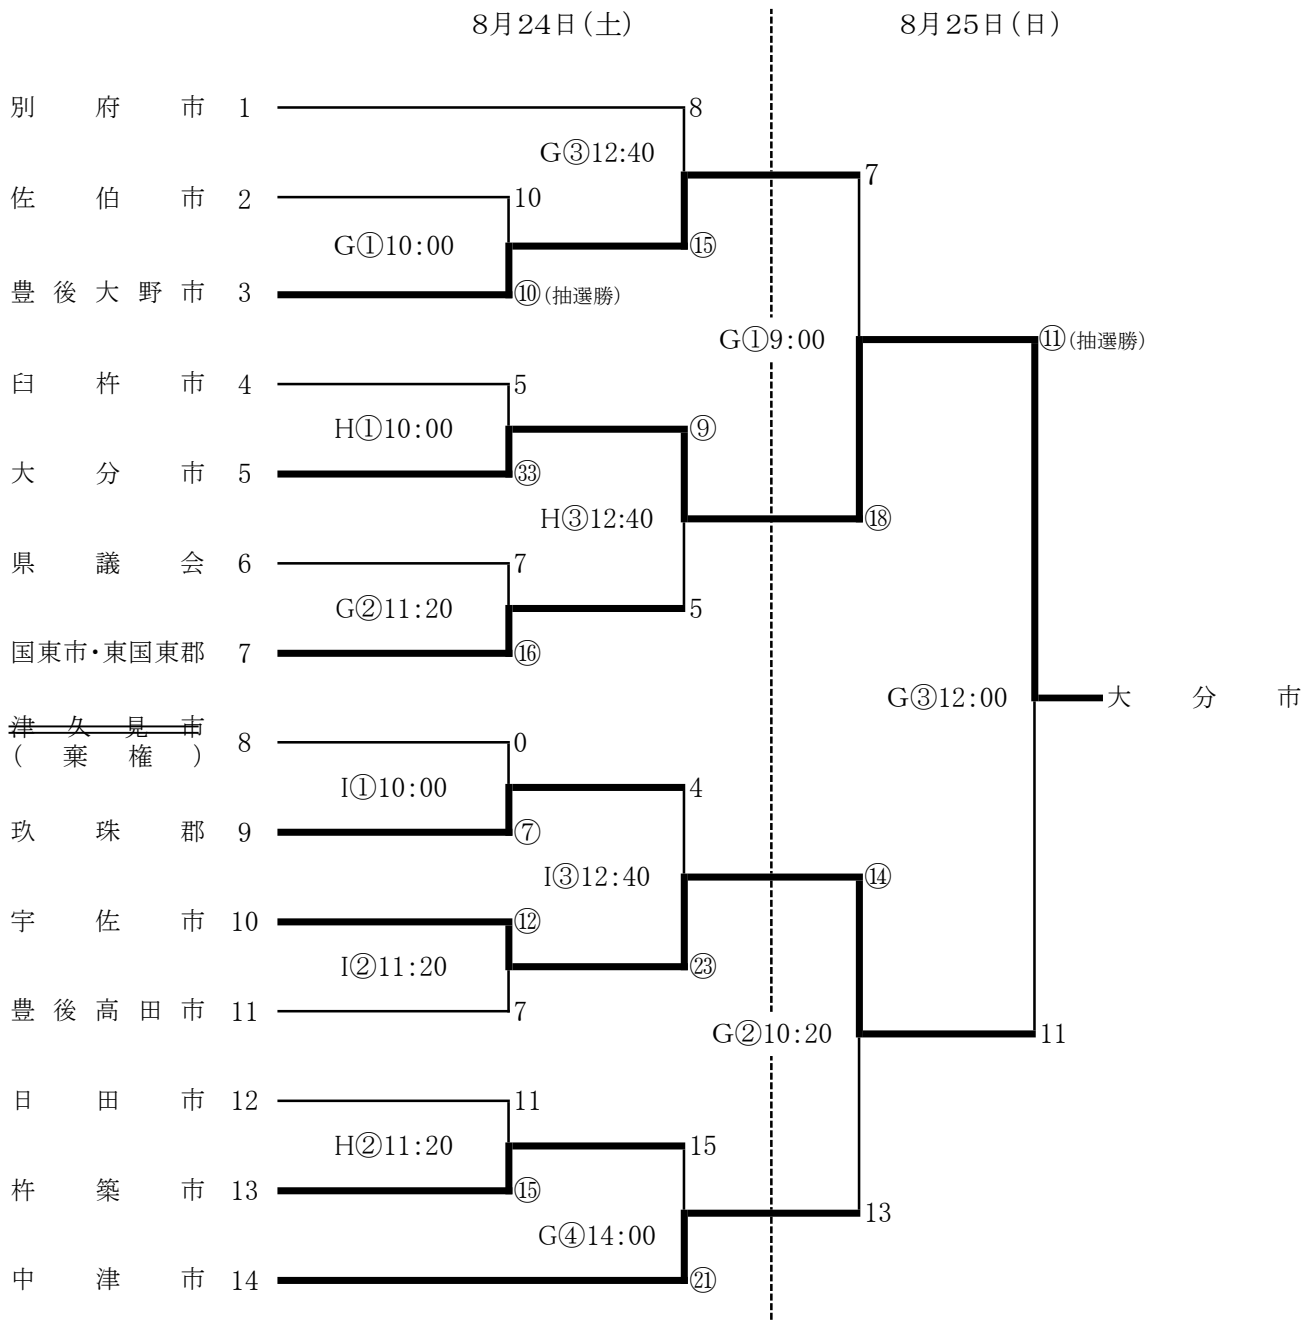 8月24日(土)
8月25日(日)
別府市 1
8
G③12:40
7
佐伯市 2
10
G①10:00
⑮
豊後大野市 3
⑩(抽選勝)
G①9:00
⑪(抽選勝)
臼杵市 4
5
H①10:00
⑨
大分市 5
㉝
H③12:40
⑱
県議会 6
7
G②11:20
5
国東市・東国東郡 7
⑯
G③12:00
大分市
津久見市
(棄権)
8
0
I①10:00
4
玖珠郡 9
⑦
I③12:40
⑭
宇佐市 10
⑫
I②11:20
㉓
豊後高田市 11
7
G②10:20
11
日田市 12
11
H②11:20
15
杵築市 13
⑮
G④14:00
13
中津市 14
㉑